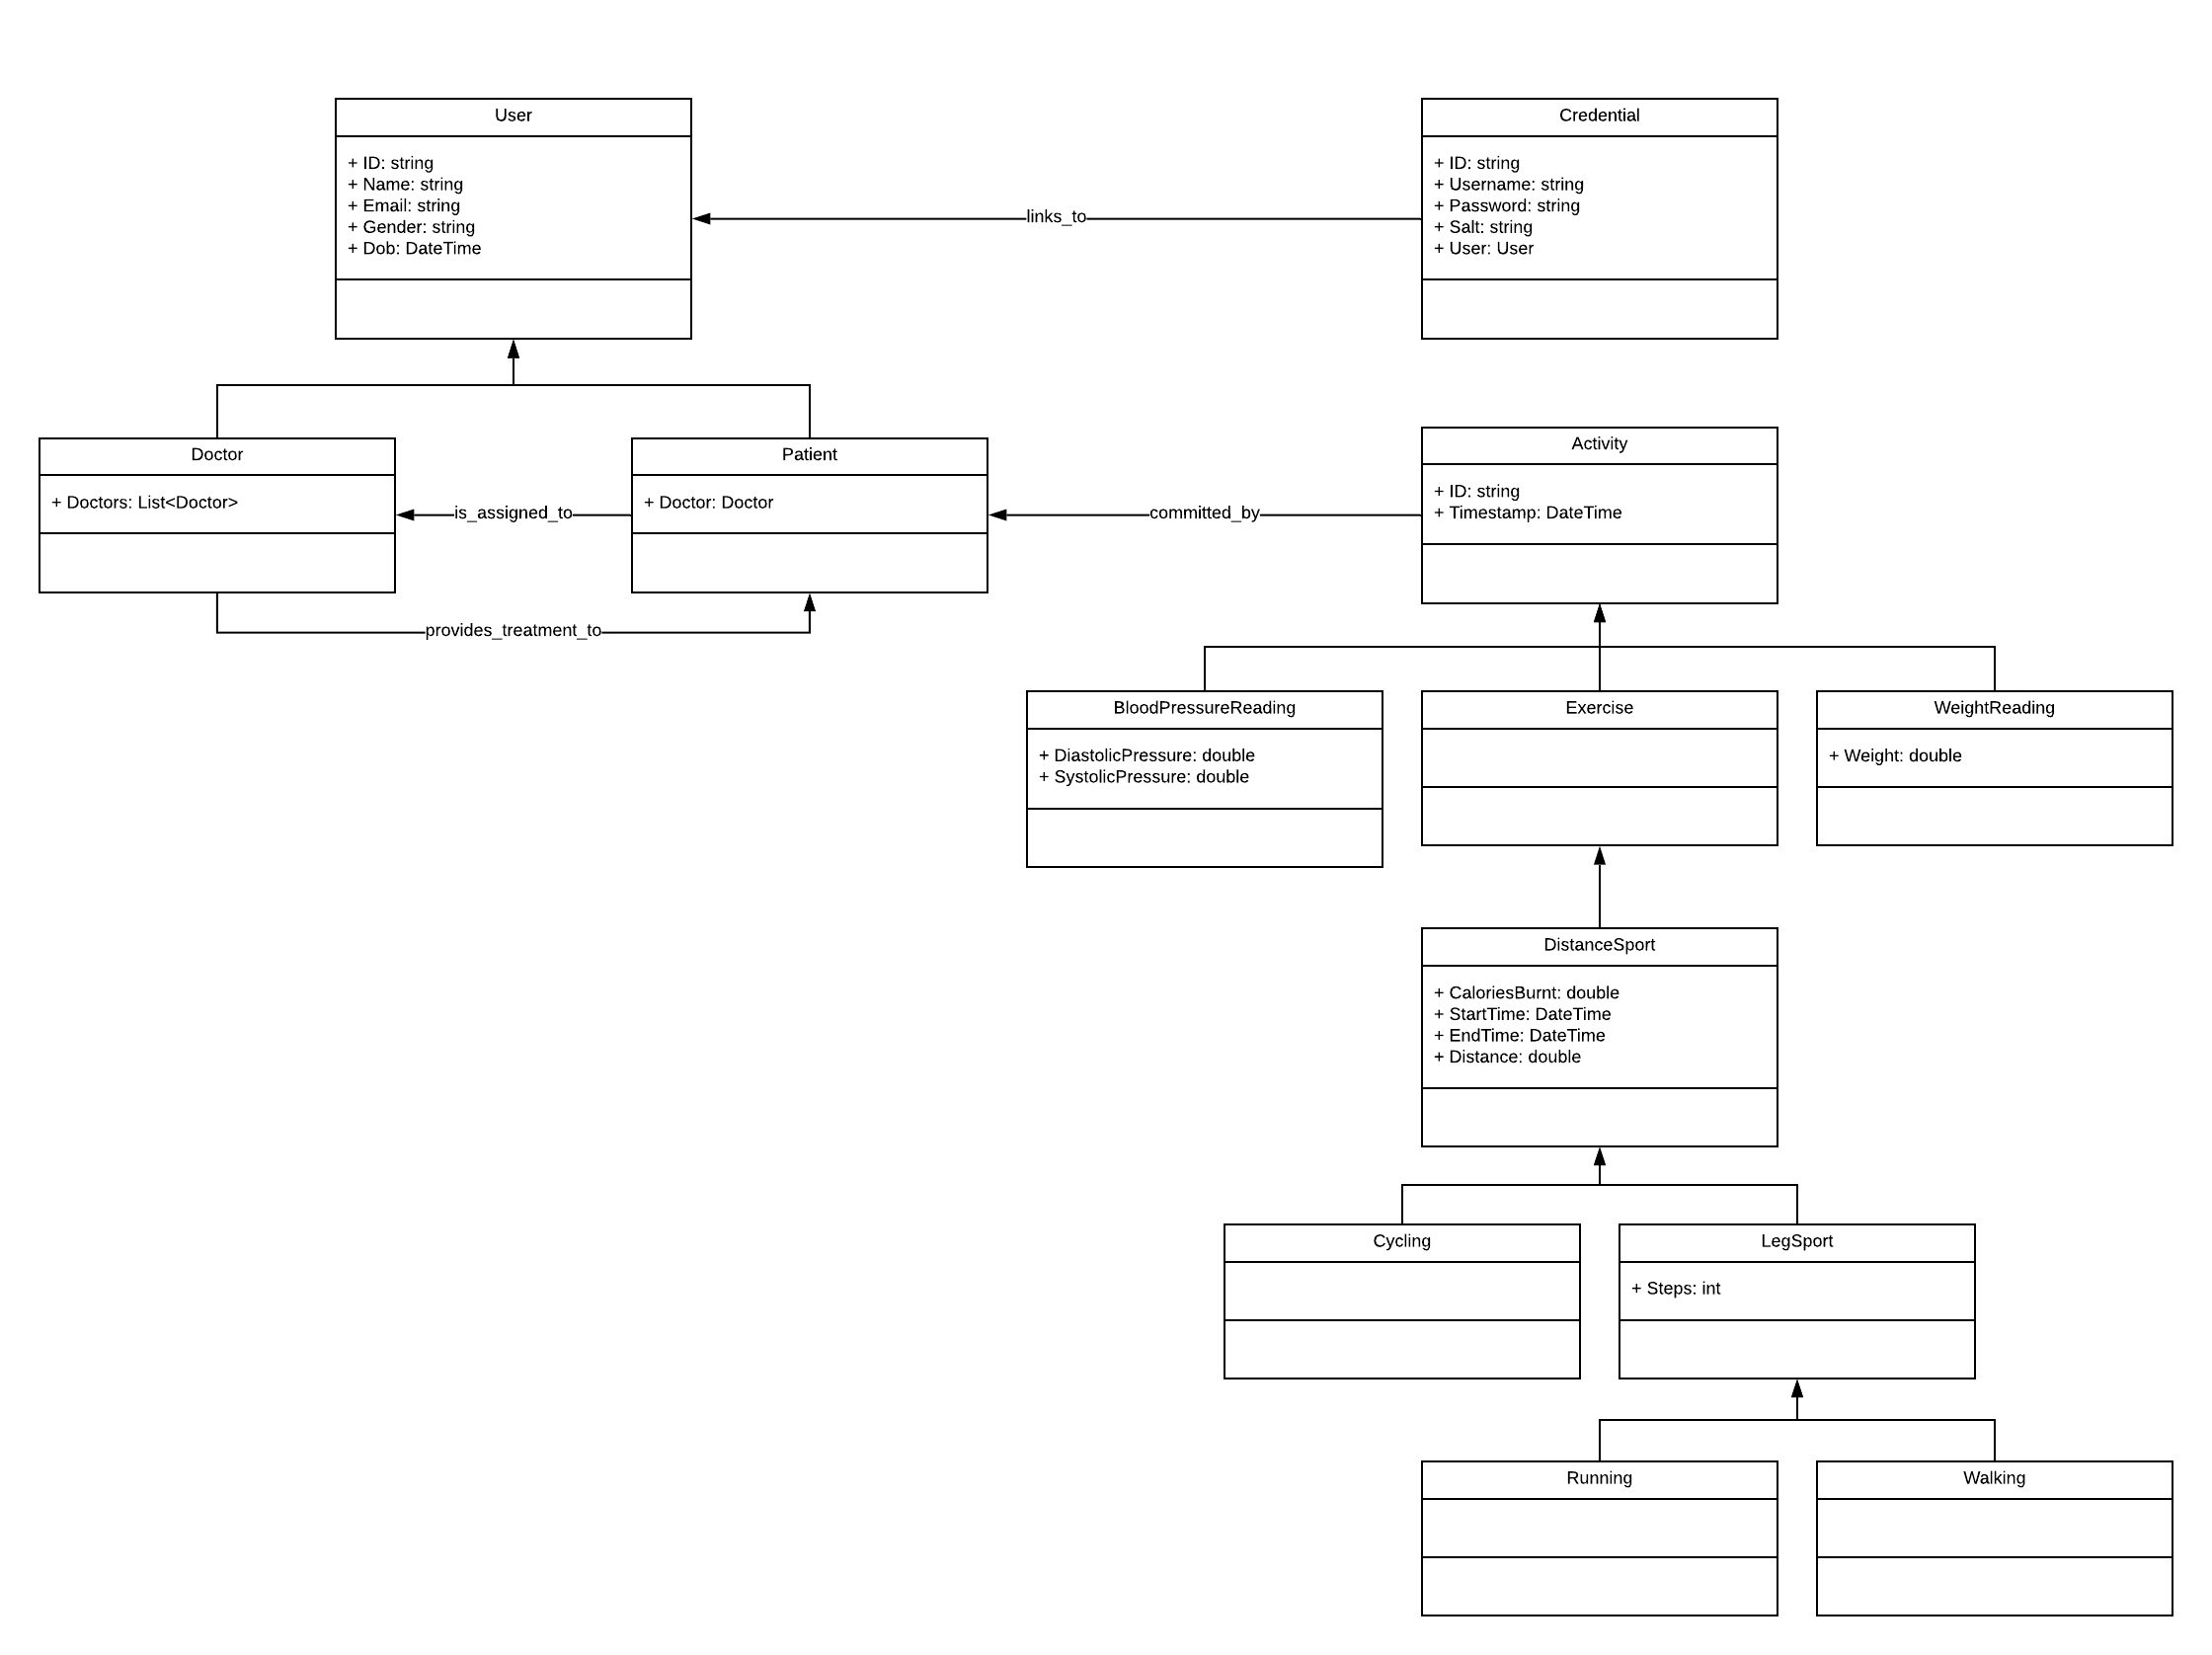 User
+ ID: string
+ Name: string
+ Email: string
+ Gender: string
+ Dob: DateTime
links_to
Credential
+ ID: string
+ Username: string
+ Password: string
+ Salt: string
+ User: User
Doctor
+ Doctors: List<Doctor>
is_assigned_to
Patient
+ Doctor: Doctor
provides_treatment_to
committed_by
Activity
+ ID: string
+ Timestamp: DateTime
BloodPressureReading
+ DiastolicPressure: double
+ SystolicPressure: double
Exercise
WeightReading
+ Weight: double
DistanceSport
+ CaloriesBurnt: double
+ StartTime: DateTime
+ EndTime: DateTime
+ Distance: double
Cycling
LegSport
+ Steps: int
Running
Walking